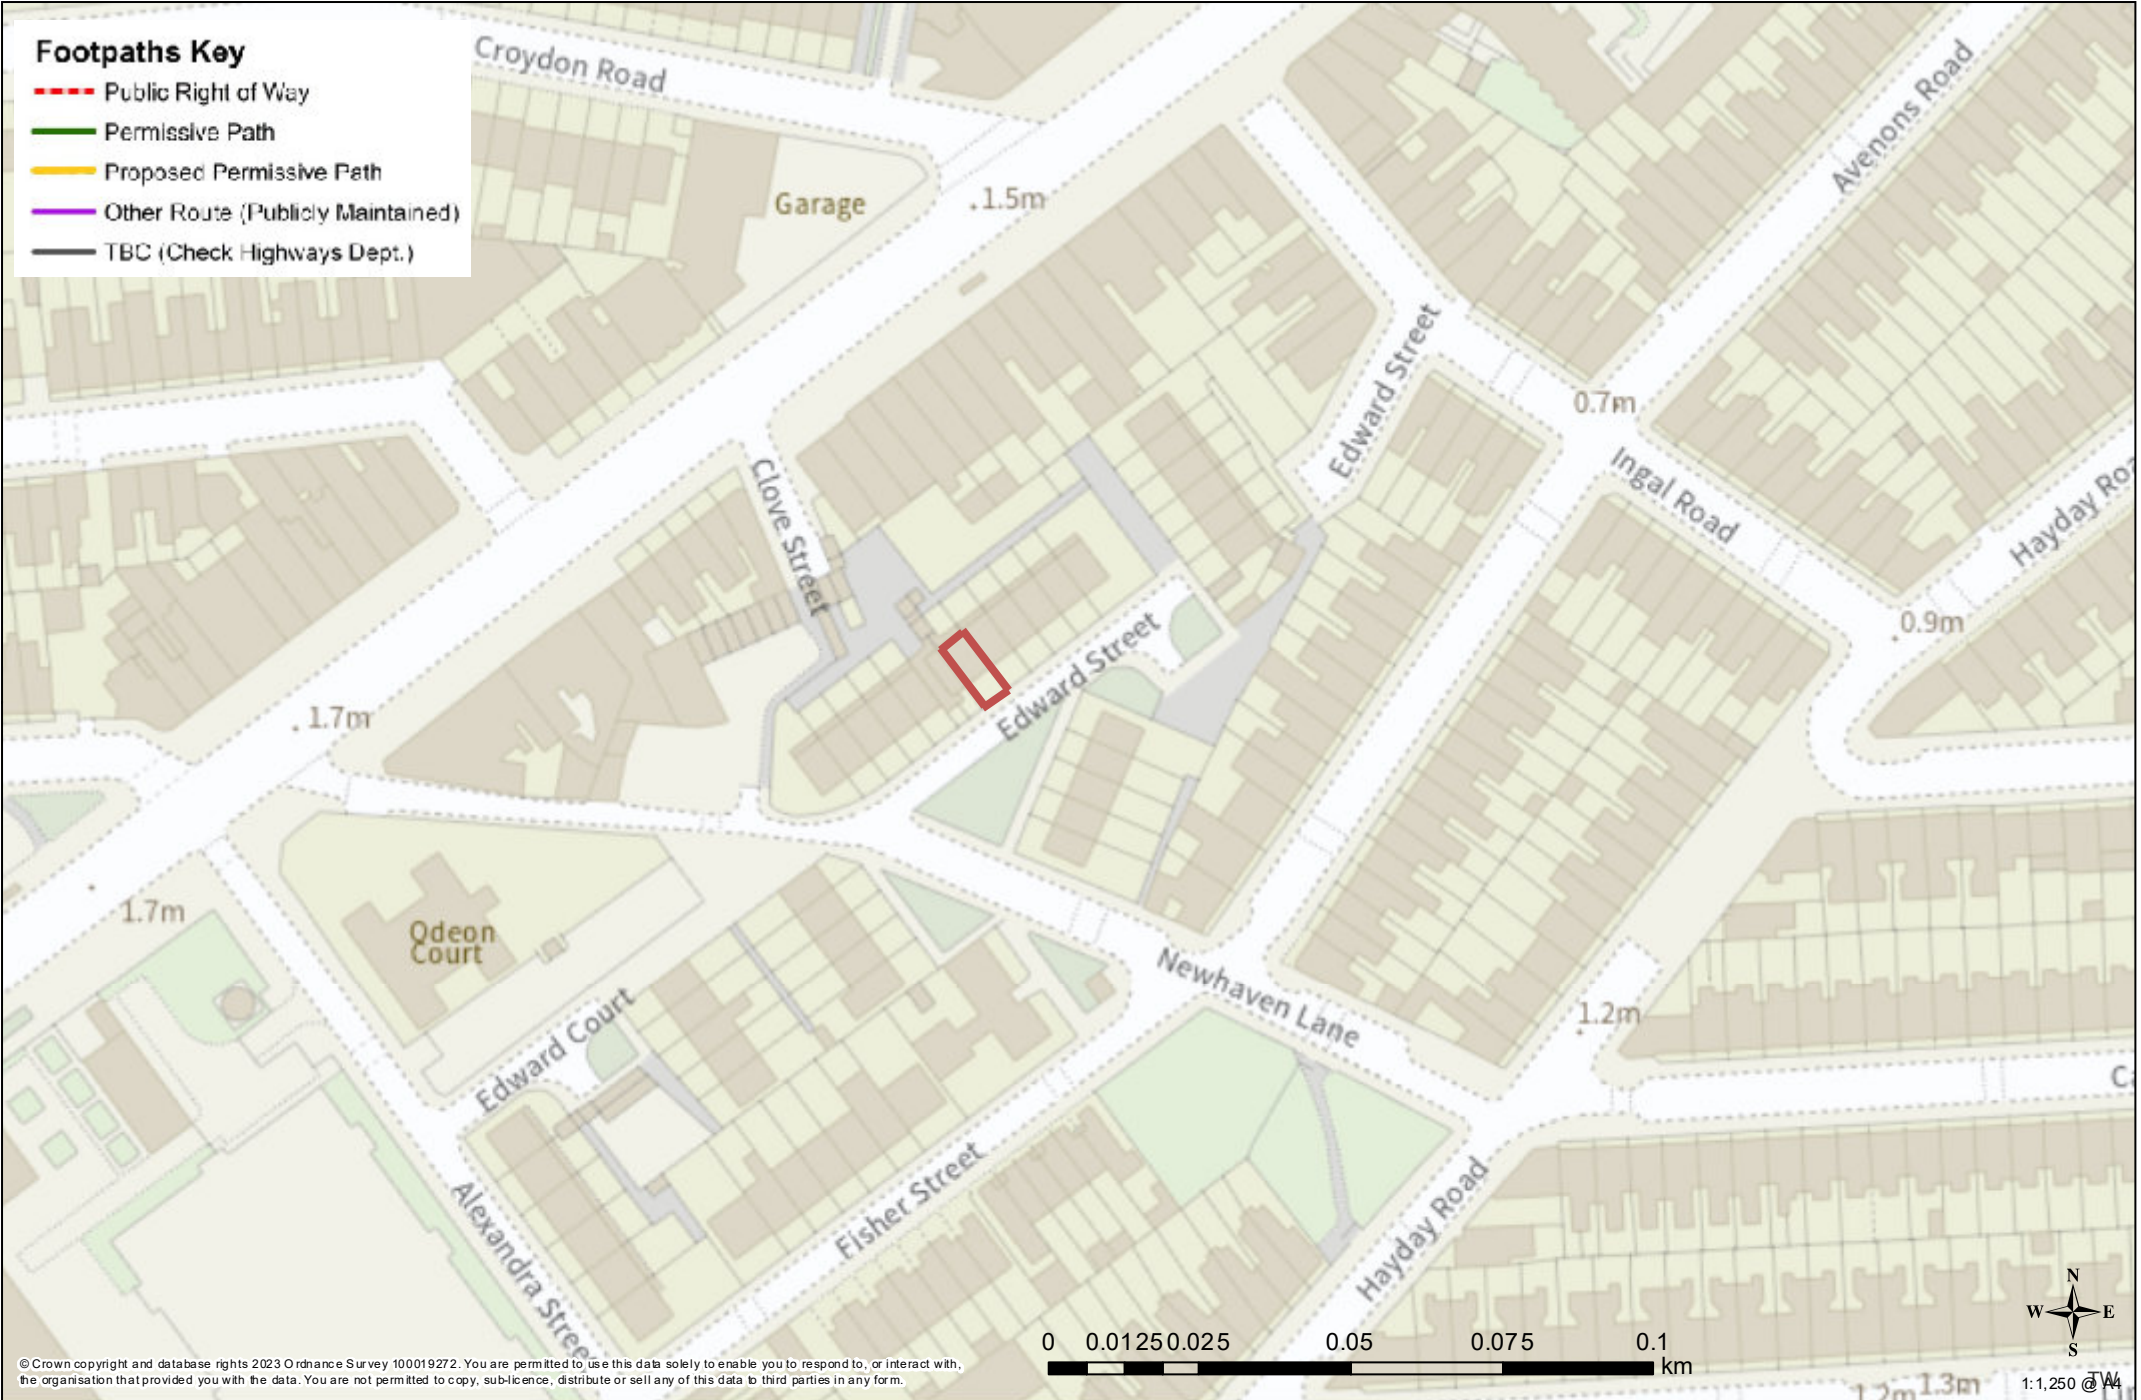 Footpaths Key
Public Right of Way
Permissive Path
Proposed Permissive Path
Other Route (Publicly Maintained)
TBC (Check Highways Dept.)
Croydon Road
Garage
.1.5m
Avenons Road
Edward Street
0.7m
Ingal Road
Hayday Roa
Clove Street
0.9m
Edward Street
1.7m
1.7m
Odeon
Court
Newhaven Lane
1.2m
Edward Court
Fisher Street
Alexandra Street
Hayday Road
Ca
N
W E
S
0 0.0125 0.025 0.05 0.075 0.1
km
© Crown copyright and database rights 2023 Ordnance Survey 100019272. You are permitted to use this data solely to enable you to respond to, or interact with,
the organisation that provided you with the data. You are not permitted to copy, sub-licence, distribute or sell any of this data to third parties in any form.
1.3m
1:1,250 @ A4